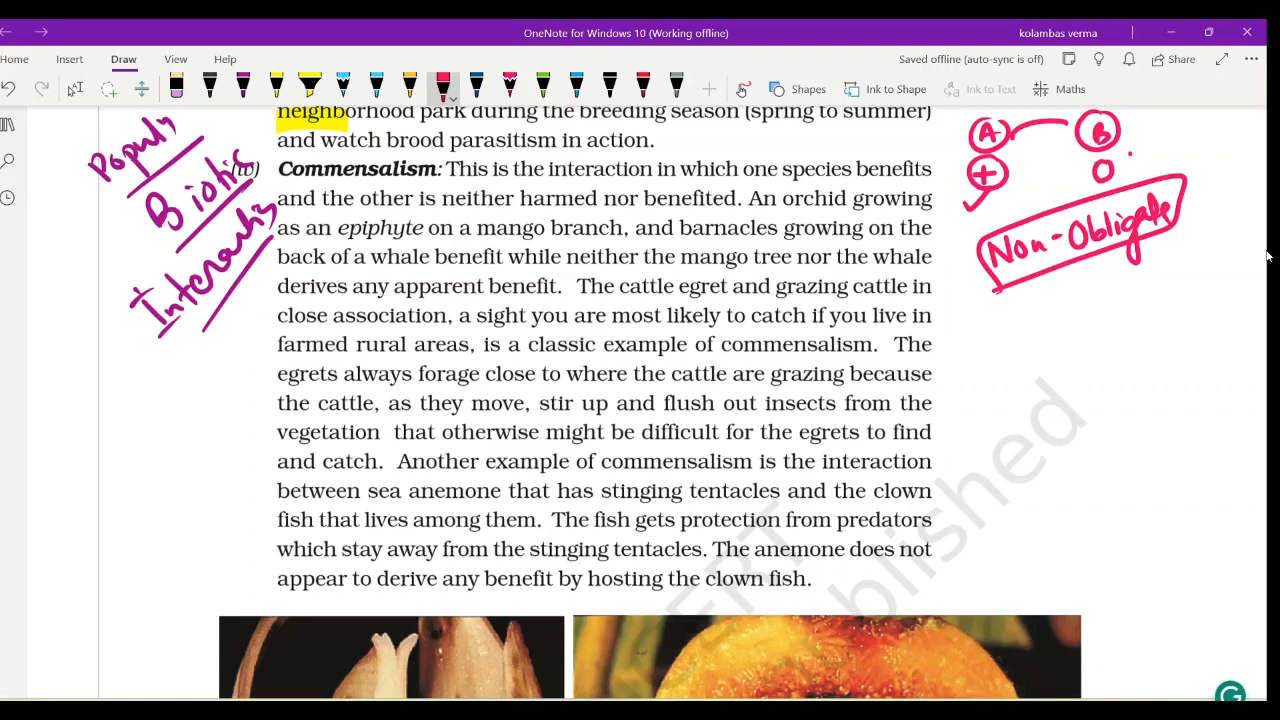 OneNote for Windows 10 (Working offline)
kolambas verma
Home Insert Draw View Help
Saved offline (auto-sync is off)
Share
Shapes
Ink to Shape
Ink to Text
Maths
neighborhood park during the breeding season (spring to summer)
and watch brood parasitism in action.
Commensalism: This is the interaction in which one species benefits
and the other is neither harmed nor benefited. An orchid growing
as an epiphyte on a mango branch, and barnacles growing on the
back of a whale benefit while neither the mango tree nor the whale
derives any apparent benefit. The cattle egret and grazing cattle in
close association, a sight you are most likely to catch if you live in
farmed rural areas, is a classic example of commensalism. The
egrets always forage close to where the cattle are grazing because
the cattle, as they move, stir up and flush out insects from the
vegetation that otherwise might be difficult for the egrets to find
and catch. Another example of commensalism is the interaction
between sea anemone that has stinging tentacles and the clown
fish that lives among them. The fish gets protection from predators
which stay away from the stinging tentacles. The anemone does not
appear to derive any benefit by hosting the clown fish.
A B
+ 0
Non-Obligate